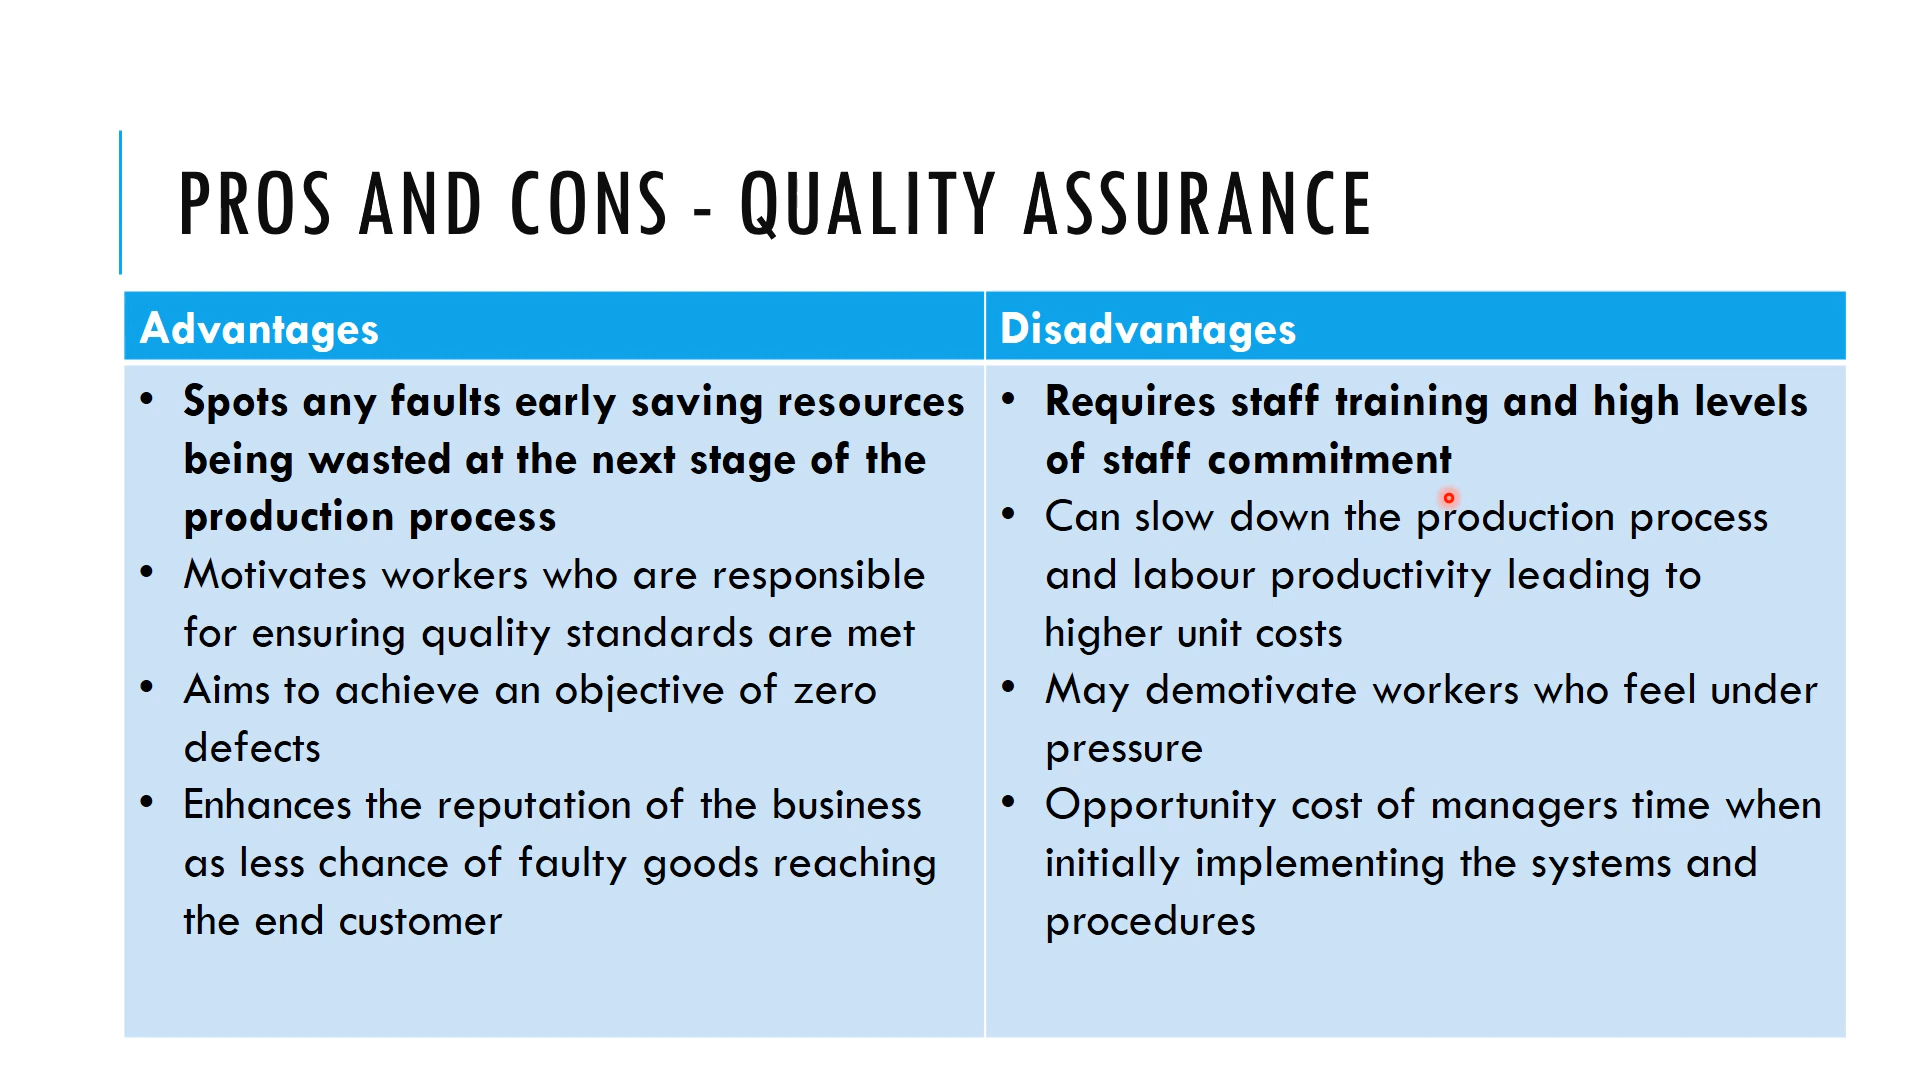 PROS AND CONS - QUALITY ASSURANCE
Advantages
• Spots any faults early saving resources
being wasted at the next stage of the
production process
• Motivates workers who are responsible
for ensuring quality standards are met
• Aims to achieve an objective of zero
defects
• Enhances the reputation of the business
as less chance of faulty goods reaching
the end customer
Disadvantages
• Requires staff training and high levels
of staff commitment
• Can slow down the production process
and labour productivity leading to
higher unit costs
• May demotivate workers who feel under
pressure
• Opportunity cost of managers time when
initially implementing the systems and
procedures